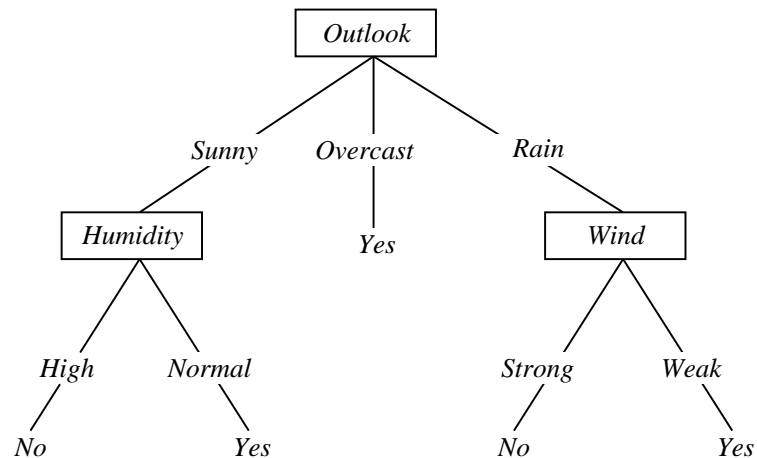 Outlook
Sunny Overcast Rain
Humidity Yes Wind
High Normal Strong Weak
No Yes No Yes